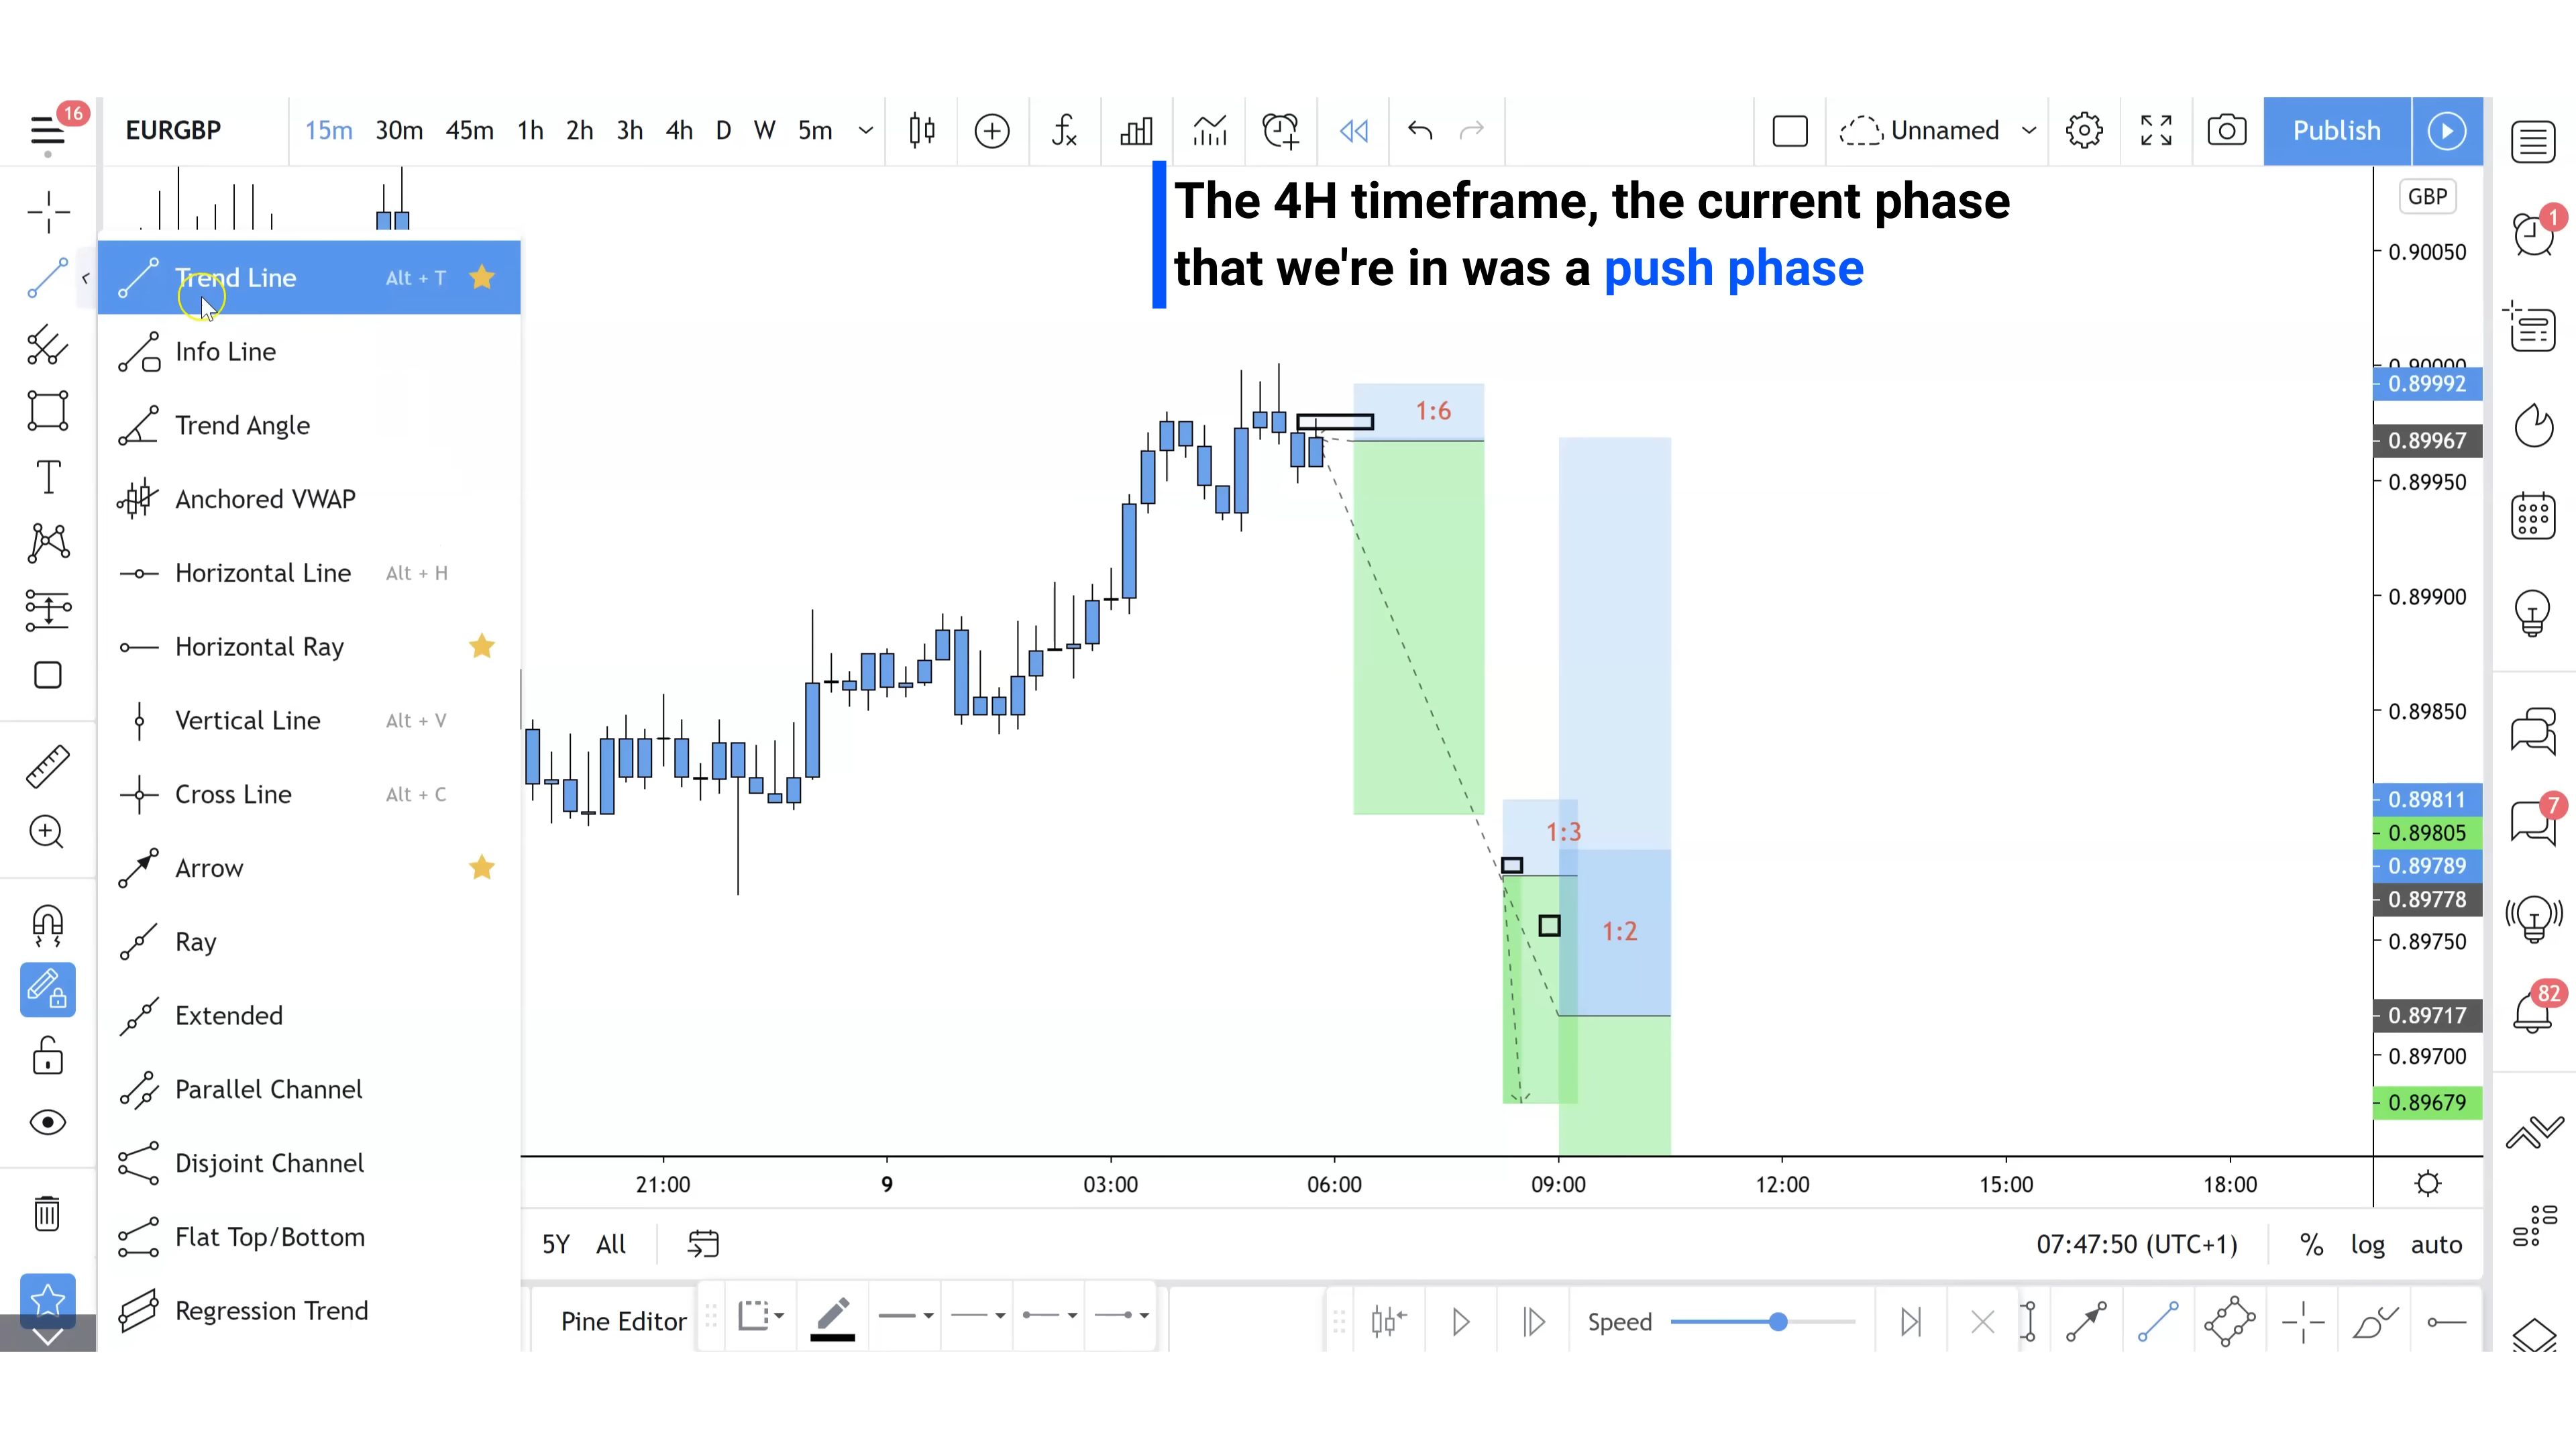 16
EURGBP 15m 30m 45m 1h 2h 3h 4h D W 5m
Unnamed
Publish
The 4H timeframe, the current phase
that we're in was a push phase
GBP
1
0.90050
0.90000
0.89992
0.89967
0.89950
0.89900
0.89850
0.89811
0.89805
0.89789
0.89778
0.89750
0.89717
0.89700
0.89679
7
82
Trend Line Alt + T
Info Line
Trend Angle
Anchored VWAP
Horizontal Line Alt + H
Horizontal Ray
Vertical Line Alt + V
Cross Line Alt + C
Arrow
Ray
Extended
Parallel Channel
Disjoint Channel
Flat Top/Bottom
Regression Trend
1:6
1:3
1:2
21:00 9 03:00 06:00 09:00 12:00 15:00 18:00
5Y All
07:47:50 (UTC+1) % log auto
Pine Editor
Speed